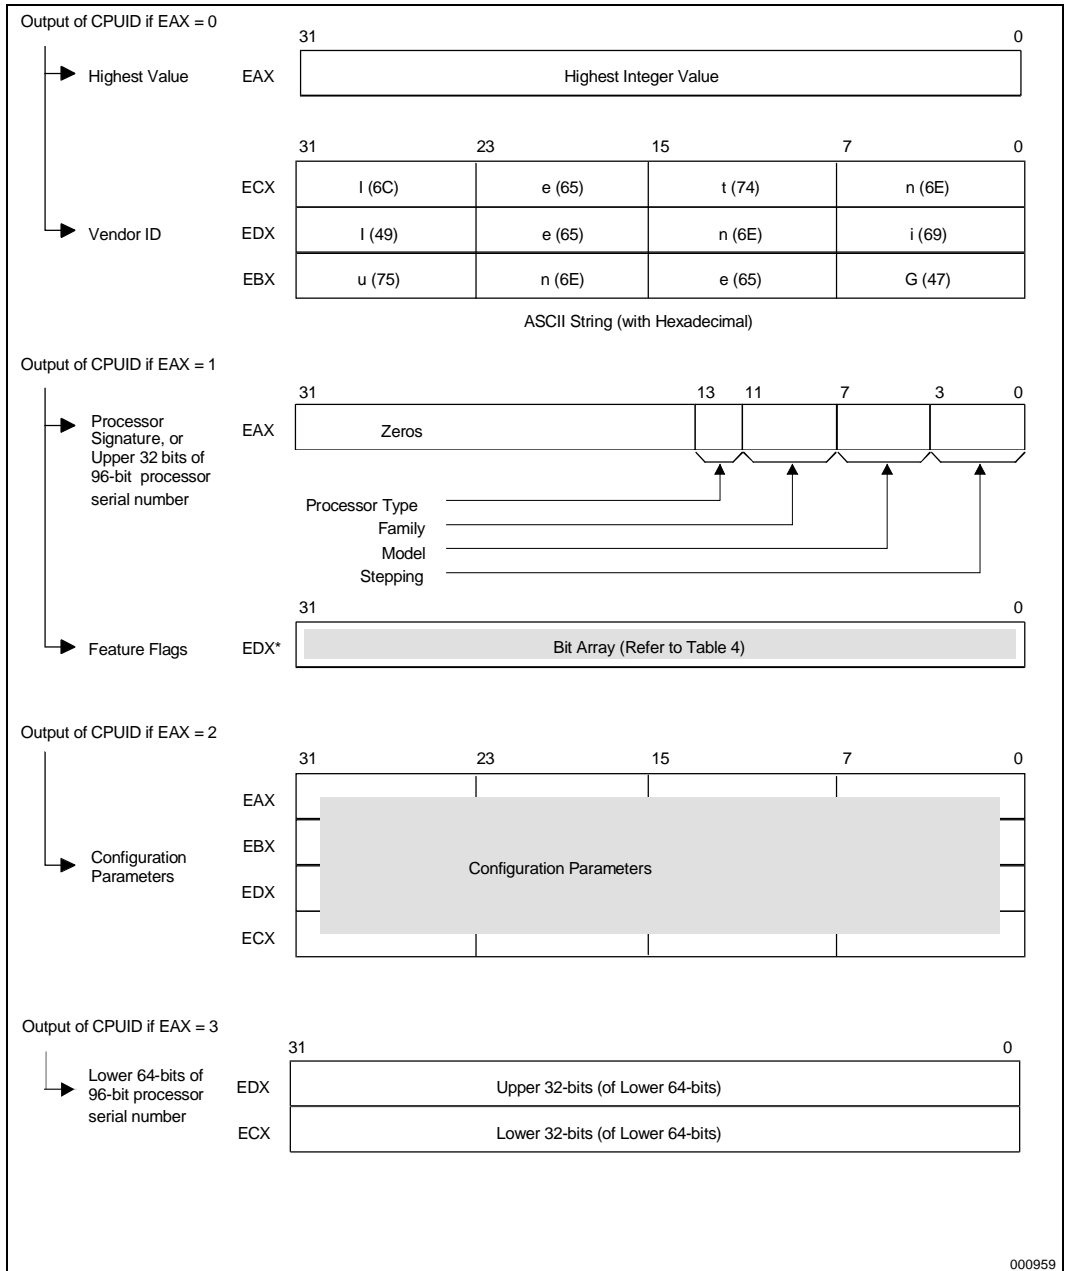 Output of CPUID if EAX = 0
31 0
Highest Value EAX Highest Integer Value
31 23 15 7 0
ECX l (6C) e (65) t (74) n (6E)
Vendor ID EDX I (49) e (65) n (6E) i (69)
EBX u (75) n (6E) e (65) G (47)
ASCII String (with Hexadecimal)
Output of CPUID if EAX = 1
31 13 11 7 3 0
Processor
Signature, or
Upper 32 bits of
96-bit processor
serial number
EAX Zeros
Processor Type
Family
Model
Stepping
31 0
Feature Flags EDX* Bit Array (Refer to Table 4)
Output of CPUID if EAX = 2
31 23 15 7 0
EAX
EBX
Configuration
Parameters
Configuration Parameters
EDX
ECX
Output of CPUID if EAX = 3
31 0
Lower 64-bits of
96-bit processor
serial number
EDX Upper 32-bits (of Lower 64-bits)
ECX Lower 32-bits (of Lower 64-bits)
000959